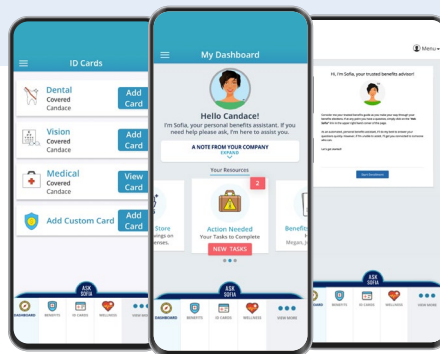 ID Cards
Dental
Covered
Candace
Add
Card
Vision
Covered
Candace
Add
Card
Medical
Covered
Candace
View
Card
Add Custom Card
Add
Card
ASK
SOFIA
DASHBOARD
BENEFITS
ID CARDS
WELLNESS
My Dashboard
Hello Candace!
I'm Sofia, your personal benefits assistant. If you
need help please ask, I'm here to assist you.
A NOTE FROM YOUR COMPANY
EXPAND
Your Resources
Store
2
Action Needed
Your Tasks to Complete
NEW TASKS
Benefits
ASK
SOFIA
DASHBOARD
BENEFITS
ID CARDS
WELLNESS
VIEW MORE
Menu
Hi, I'm Sofia, your trusted benefits advisor!
Let's get started!
ASK
SOFIA
BENEFITS
ID CARDS
WELLNESS
VIEW MORE